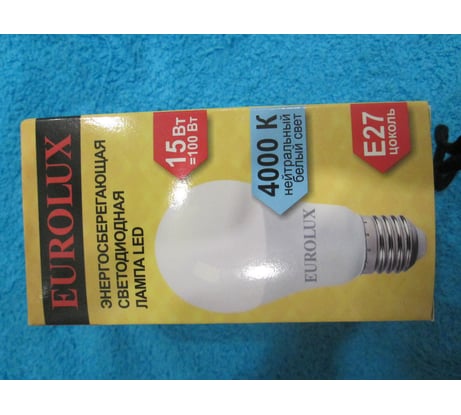 EUROLUX
ЭНЕРГОСБЕРЕГАЮЩАЯ
СВЕТОДИОДНАЯ
ЛАМПА LED
15 Вт
=100 Вт
4000 К
нейтральный
белый свет
E27
цоколь
EUROLUX